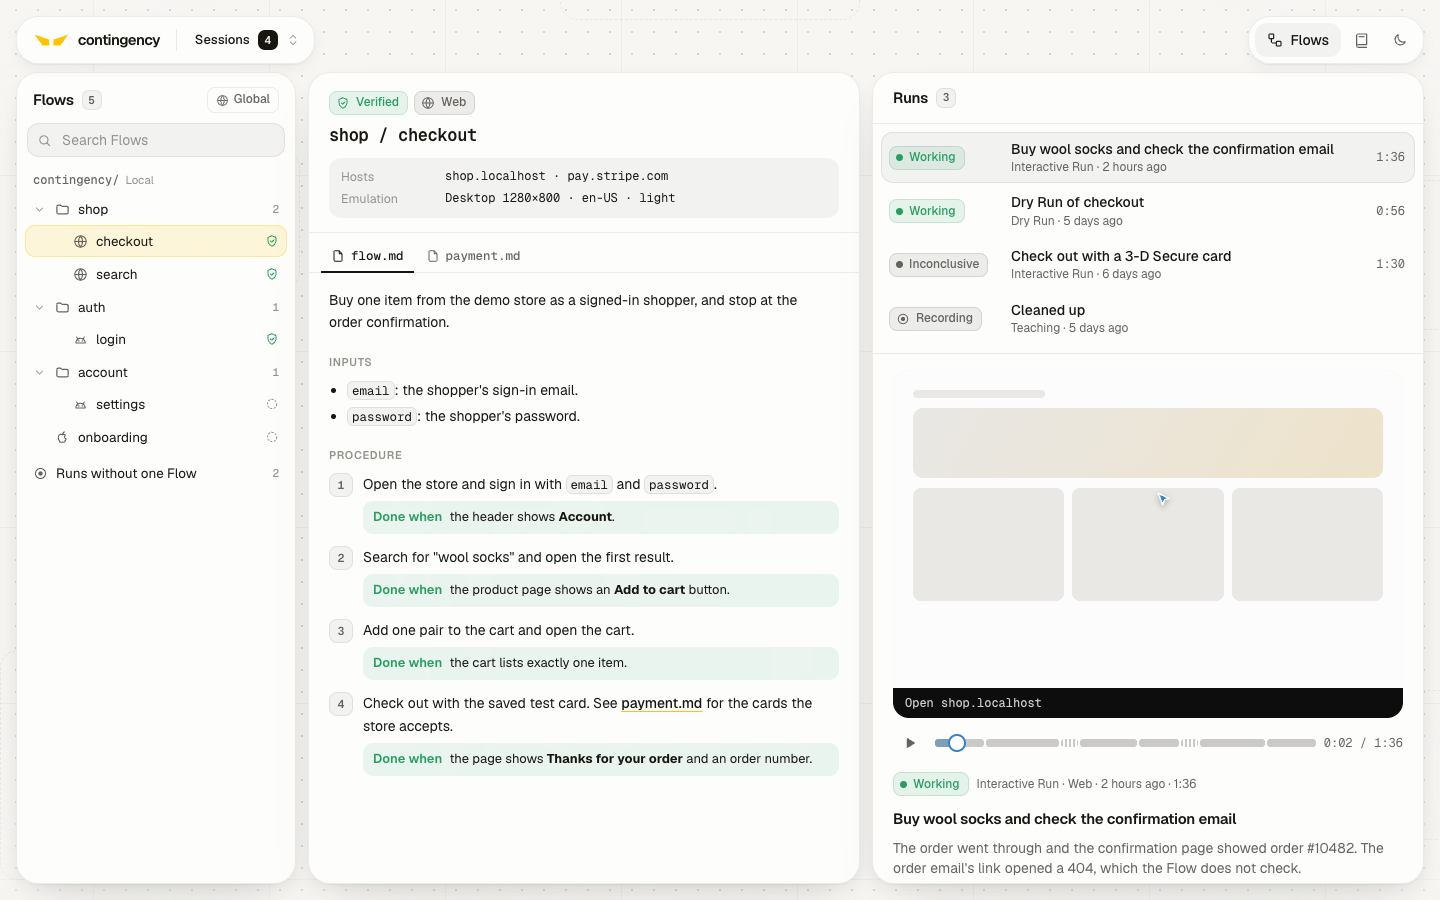 contingency
Sessions 4
Flows
Flows 5
Global
Search Flows
contingency/ Local
shop 2
checkout
search
auth 1
login
account 1
settings
onboarding
Runs without one Flow 2
Verified
Web
shop / checkout
Hosts shop.localhost · pay.stripe.com
Emulation Desktop 1280×800 · en-US · light
flow.md payment.md
Buy one item from the demo store as a signed-in shopper, and stop at the
order confirmation.
INPUTS
• email: the shopper's sign-in email.
• password: the shopper's password.
PROCEDURE
1 Open the store and sign in with email and password.
Done when the header shows Account.
2 Search for "wool socks" and open the first result.
Done when the product page shows an Add to cart button.
3 Add one pair to the cart and open the cart.
Done when the cart lists exactly one item.
4 Check out with the saved test card. See payment.md for the cards the
store accepts.
Done when the page shows Thanks for your order and an order number.
Runs 3
Working Buy wool socks and check the confirmation email 1:36
Interactive Run · 2 hours ago
Working Dry Run of checkout 0:56
Dry Run · 5 days ago
Inconclusive Check out with a 3-D Secure card 1:30
Interactive Run · 6 days ago
Recording Cleaned up
Teaching · 5 days ago
Open shop.localhost
0:02 / 1:36
Working Interactive Run · Web · 2 hours ago · 1:36
Buy wool socks and check the confirmation email
The order went through and the confirmation page showed order #10482. The
order email's link opened a 404, which the Flow does not check.